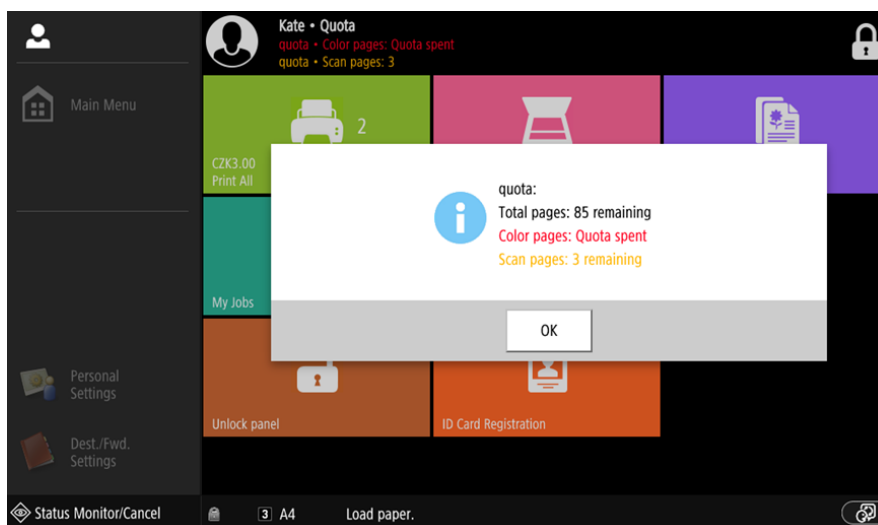 Kate • Quota
quota • Color pages: Quota spent
quota • Scan pages: 3
Main Menu
2
CZK3.00
Print All
quota:
Total pages: 85 remaining
Color pages: Quota spent
Scan pages: 3 remaining
My Jobs
OK
Personal
Settings
Unlock panel
ID Card Registration
Dest./Fwd.
Settings
Status Monitor/Cancel
3 A4 Load paper.